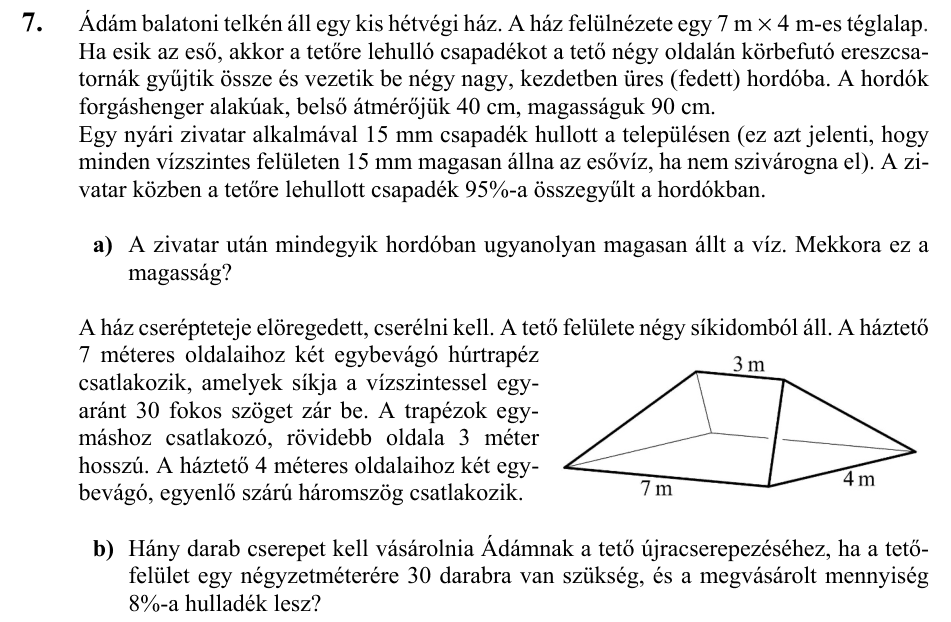 7. Ádám balatoni telkén áll egy kis hétvégi ház. A ház felülnézete egy 7 m × 4 m-es téglalap.
Ha esik az eső, akkor a tetőre lehulló csapadékot a tető négy oldalán körbefutó ereszcsa-
tornák gyűjtik össze és vezetik be négy nagy, kezdetben üres (fedett) hordóba. A hordók
forgáshenger alakúak, belső átmérőjük 40 cm, magasságuk 90 cm.
Egy nyári zivatar alkalmával 15 mm csapadék hullott a településen (ez azt jelenti, hogy
minden vízszintes felületen 15 mm magasan állna az esővíz, ha nem szivárogna el). A zi-
vatar közben a tetőre lehullott csapadék 95%-a összegyűlt a hordókban.
a) A zivatar után mindegyik hordóban ugyanolyan magasan állt a víz. Mekkora ez a
magasság?
A ház cserépteteje elöregedett, cserélni kell. A tető felülete négy síkidomból áll. A háztető
7 méteres oldalaihoz két egybevágó húrtrapéz
csatlakozik, amelyek síkja a vízszintessel egy-
aránt 30 fokos szöget zár be. A trapézok egy-
máshoz csatlakozó, rövidebb oldala 3 méter
hosszú. A háztető 4 méteres oldalaihoz két egy-
bevágó, egyenlő szárú háromszög csatlakozik.
3 m
7 m
4 m
b) Hány darab cserepet kell vásárolnia Ádámnak a tető újracserepezéséhez, ha a tető-
felület egy négyzetméterére 30 darabra van szükség, és a megvásárolt mennyiség
8%-a hulladék lesz?